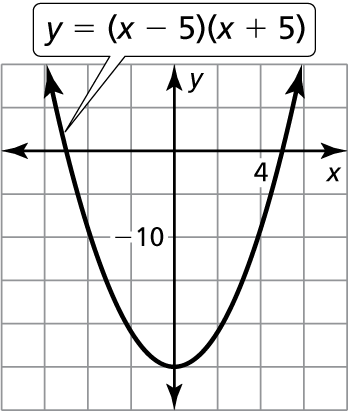 y = (x − 5)(x + 5)
y
4
x
−10